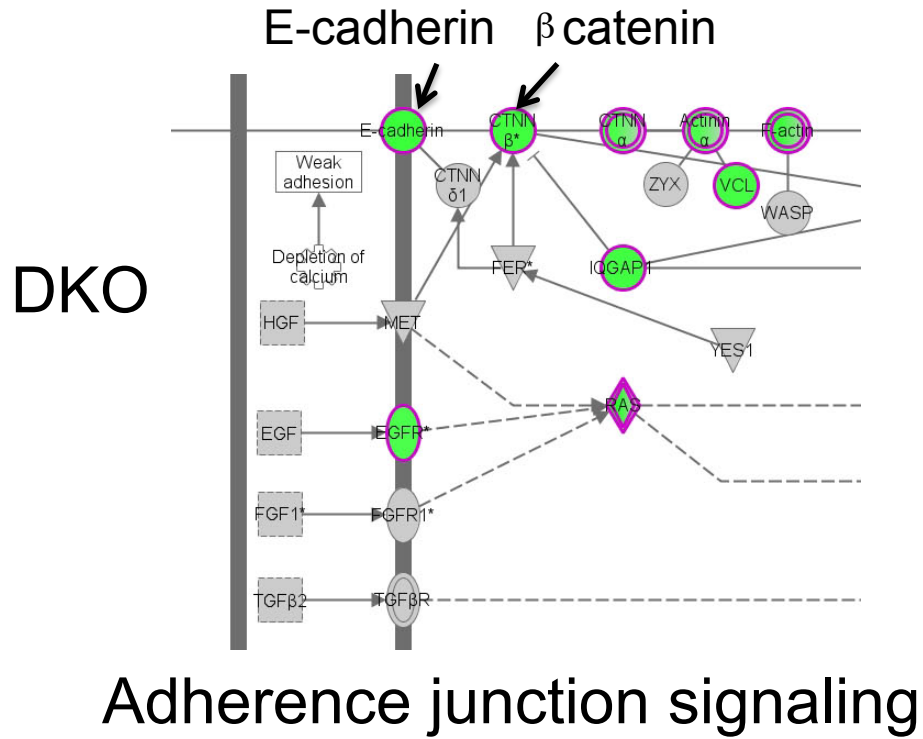 E-cadherin β catenin
E-cadherin
CTNN
β*
CTNN
α
Actinin
α
F-actin
Weak
adhesion
CTNN
δ1
ZYX
VCL
WASP
Depletion of
calcium
FER*
IQGAP1
DKO
HGF
MET
YES1
RAS
EGF
EGFR*
FGF1*
FGFR1*
TGFβ2
TGFβR
Adherence junction signaling